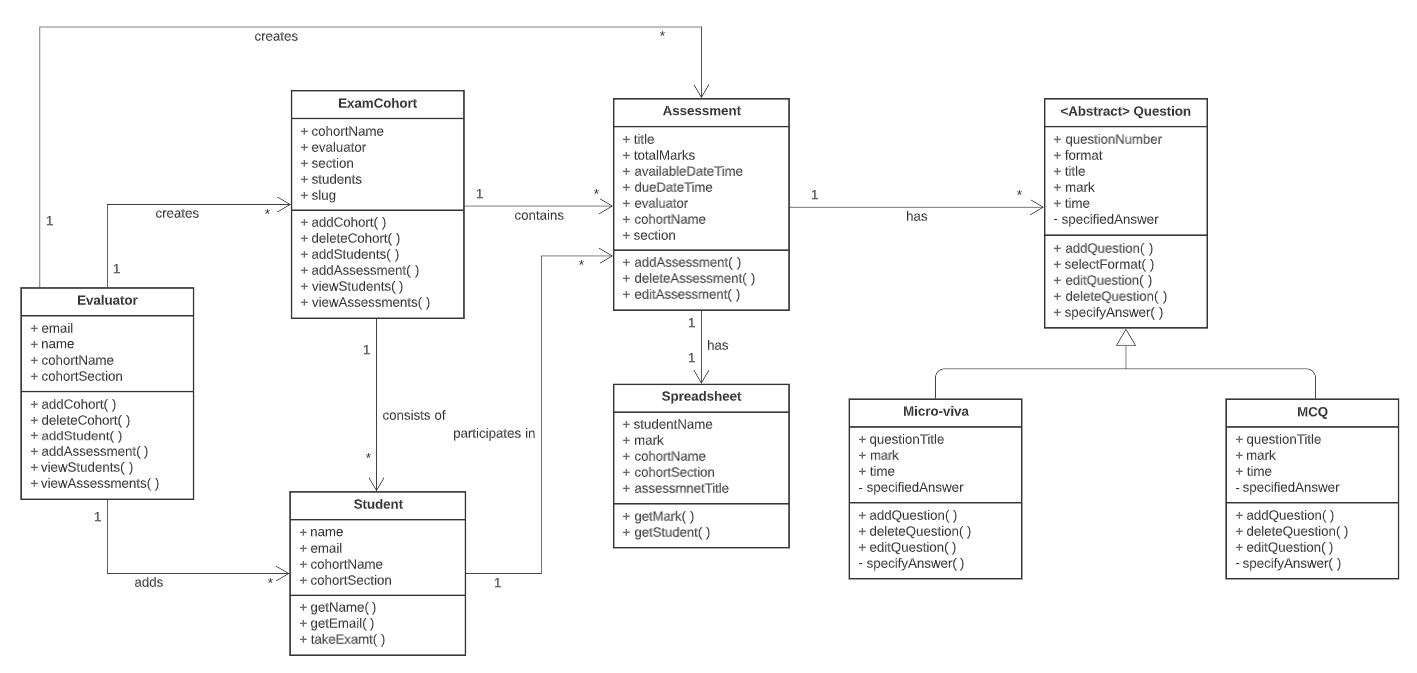 creates
*
1
ExamCohort
+ cohortName
+ evaluator
+ section
+ students
+ slug
+ addCohort( )
+ deleteCohort( )
+ addStudents( )
+ addAssessment( )
+ viewStudents( )
+ viewAssessments( )
Assessment
+ title
+ totalMarks
+ availableDateTime
+ dueDateTime
+ evaluator
+ cohortName
+ section
+ addAssessment( )
+ deleteAssessment( )
+ editAssessment( )
<Abstract> Question
+ questionNumber
+ format
+ title
+ mark
+ time
- specifiedAnswer
+ addQuestion( )
+ selectFormat( )
+ editQuestion( )
+ deleteQuestion( )
+ specifyAnswer( )
creates
*
1
1
*
contains
1
*
has
*
Evaluator
+ email
+ name
+ cohortName
+ cohortSection
+ addCohort( )
+ deleteCohort( )
+ addStudent( )
+ addAssessment( )
+ viewStudents( )
+ viewAssessments( )
1
consists of
*
participates in
1
has
1
Spreadsheet
+ studentName
+ mark
+ cohortName
+ cohortSection
+ assessmnetTitle
+ getMark( )
+ getStudent( )
Micro-viva
+ questionTitle
+ mark
+ time
- specifiedAnswer
+ addQuestion( )
+ deleteQuestion( )
+ editQuestion( )
- specifyAnswer( )
MCQ
+ questionTitle
+ mark
+ time
- specifiedAnswer
+ addQuestion( )
+ deleteQuestion( )
+ editQuestion( )
- specifyAnswer( )
1
adds
*
Student
+ name
+ email
+ cohortName
+ cohortSection
+ getName( )
+ getEmail( )
+ takeExamt( )
1